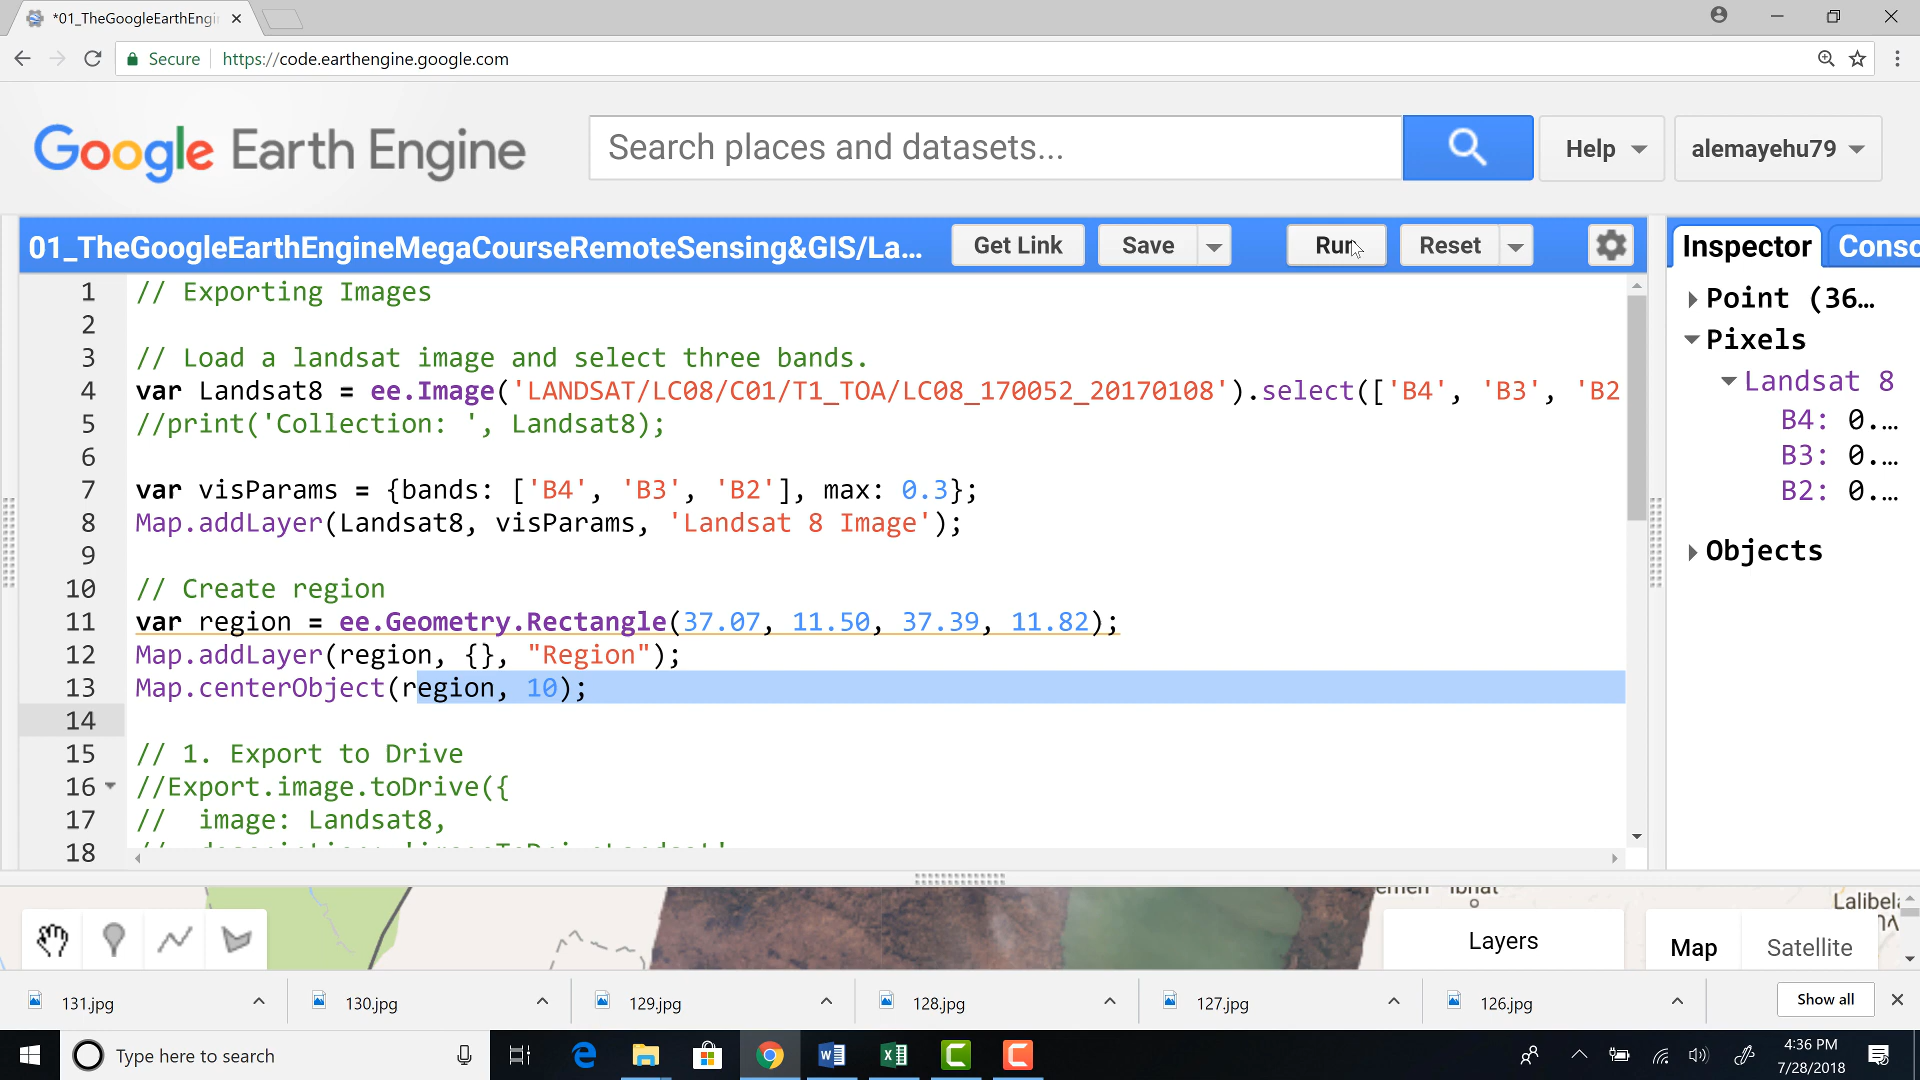 *01_TheGoogleEarthEngi
Secure https://code.earthengine.google.com
Google Earth Engine
Search places and datasets...
Help
alemayehu79
01_TheGoogleEarthEngineMegaCourseRemoteSensing&GIS/La...
Get Link
Save
Run
Reset
Inspector
Conso
1 // Exporting Images
2
3 // Load a landsat image and select three bands.
4 var Landsat8 = ee.Image('LANDSAT/LC08/C01/T1_TOA/LC08_170052_20170108').select(['B4', 'B3', 'B2
5 //print('Collection: ', Landsat8);
6
7 var visParams = {bands: ['B4', 'B3', 'B2'], max: 0.3};
8 Map.addLayer(Landsat8, visParams, 'Landsat 8 Image');
9
10 // Create region
11 var region = ee.Geometry.Rectangle(37.07, 11.50, 37.39, 11.82);
12 Map.addLayer(region, {}, "Region");
13 Map.centerObject(region, 10);
14
15 // 1. Export to Drive
16 //Export.image.toDrive({
17 //  image: Landsat8,
18
Point (36…
Pixels
Landsat 8
B4: 0.…
B3: 0.…
B2: 0.…
Objects
Lalibela
Layers
Map
Satellite
131.jpg
130.jpg
129.jpg
128.jpg
127.jpg
126.jpg
Show all
Type here to search
4:36 PM
7/28/2018